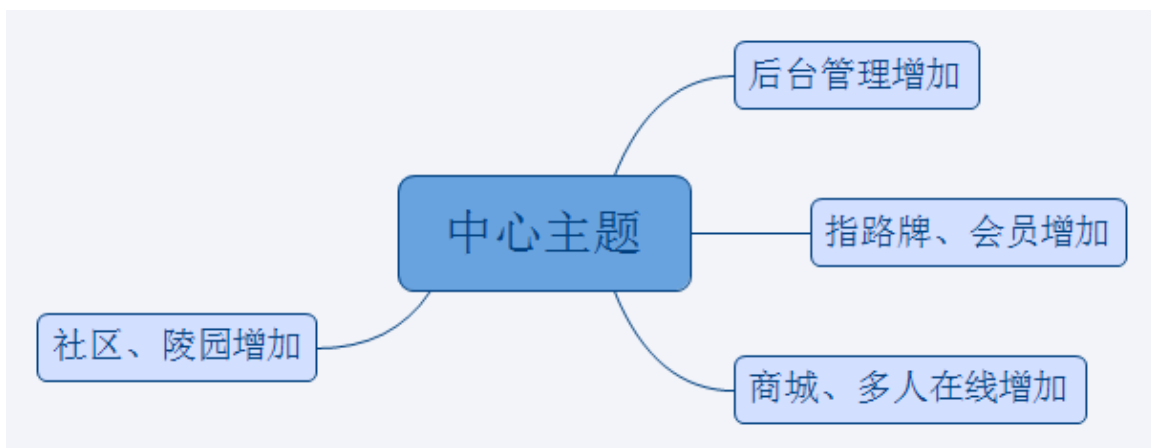 后台管理增加
中心主题
指路牌、会员增加
社区、陵园增加
商城、多人在线增加